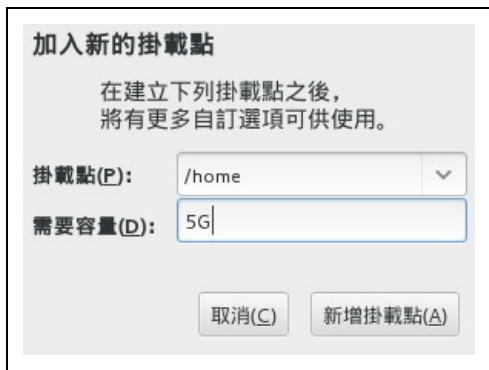 加入新的掛載點
在建立下列掛載點之後，
將有更多自訂選項可供使用。
掛載點(P)： /home
需要容量(D)： 5G
取消(C) 新增掛載點(A)